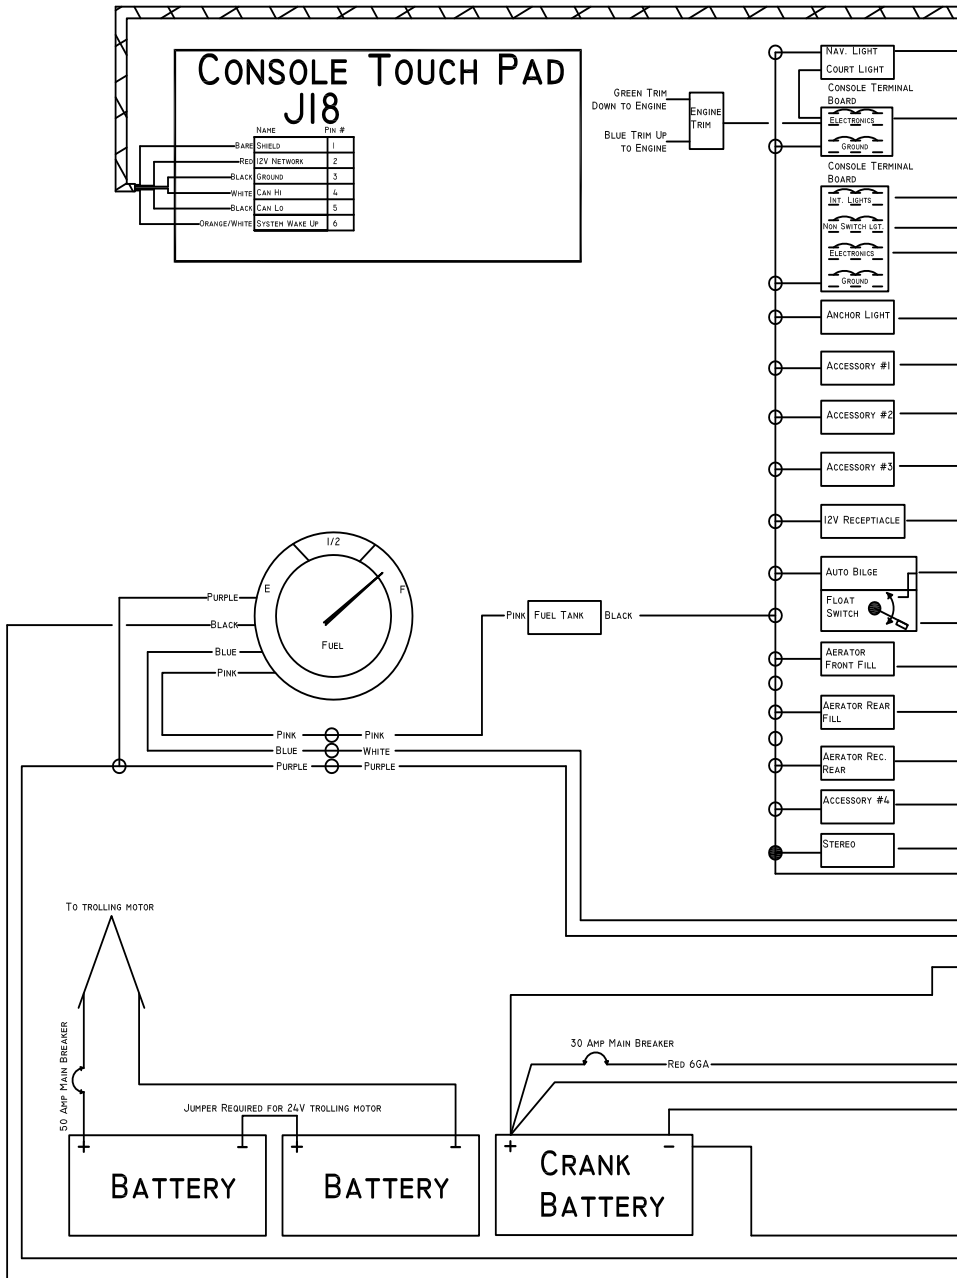 CONSOLE TOUCH PAD
J18
NAME PIN #
BARE SHIELD 1
RED 12V NETWORK 2
BLACK GROUND 3
WHITE CAN HI 4
BLACK CAN LO 5
ORANGE/WHITE SYSTEM WAKE UP 6
GREEN TRIM
DOWN TO ENGINE
BLUE TRIM UP
TO ENGINE
ENGINE
TRIM
NAV. LIGHT
COURT LIGHT
CONSOLE TERMINAL
BOARD
ELECTRONICS
GROUND
CONSOLE TERMINAL
BOARD
INT. LIGHTS
NON SWITCH LGT.
ELECTRONICS
GROUND
ANCHOR LIGHT
ACCESSORY #1
ACCESSORY #2
ACCESSORY #3
12V RECEPTIACLE
AUTO BILGE
FLOAT
SWITCH
AERATOR
FRONT FILL
AERATOR REAR
FILL
AERATOR REC.
REAR
ACCESSORY #4
STEREO
1/2
E
F
FUEL
PURPLE
BLACK
BLUE
PINK
PINK FUEL TANK BLACK
PINK PINK
BLUE WHITE
PURPLE PURPLE
TO TROLLING MOTOR
50 AMP MAIN BREAKER
JUMPER REQUIRED FOR 24V TROLLING MOTOR
30 AMP MAIN BREAKER
RED 6GA
+ - + - + -
BATTERY
BATTERY
CRANK
BATTERY